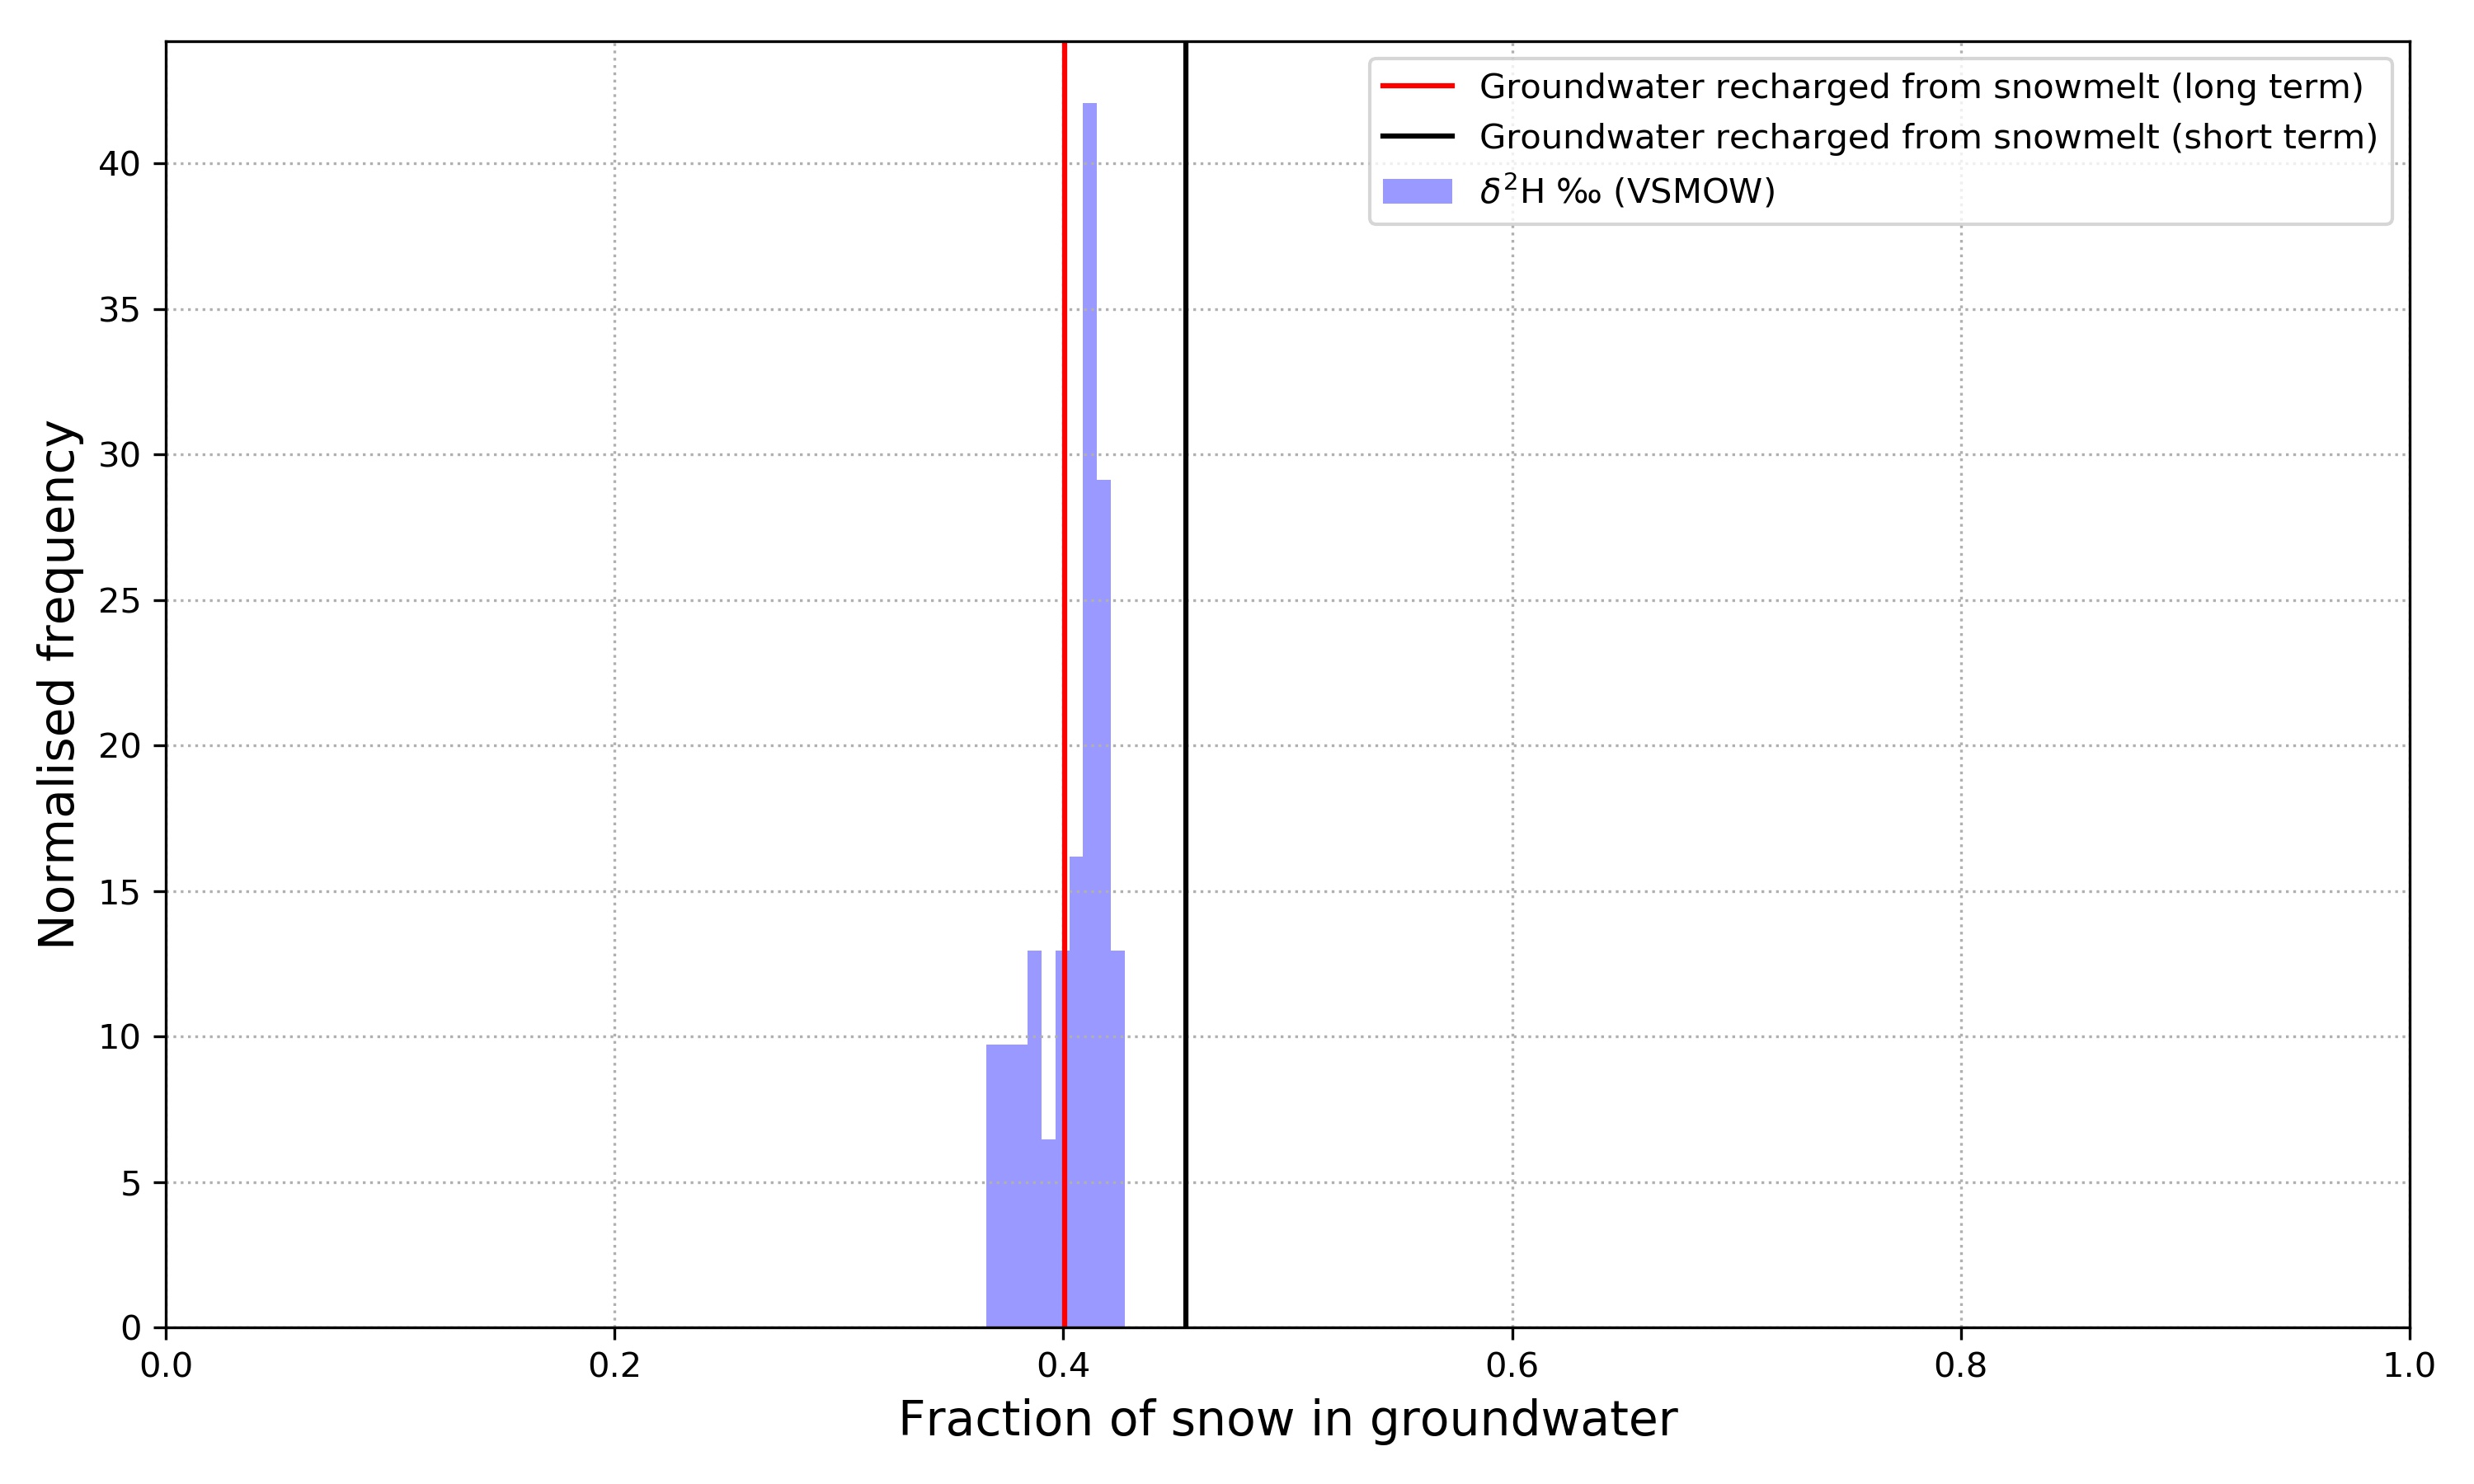 Groundwater recharged from snowmelt (long term)
Groundwater recharged from snowmelt (short term)
δ²H ‰ (VSMOW)
Normalised frequency
40
35
30
25
20
15
10
5
0
0.0 0.2 0.4 0.6 0.8 1.0
Fraction of snow in groundwater